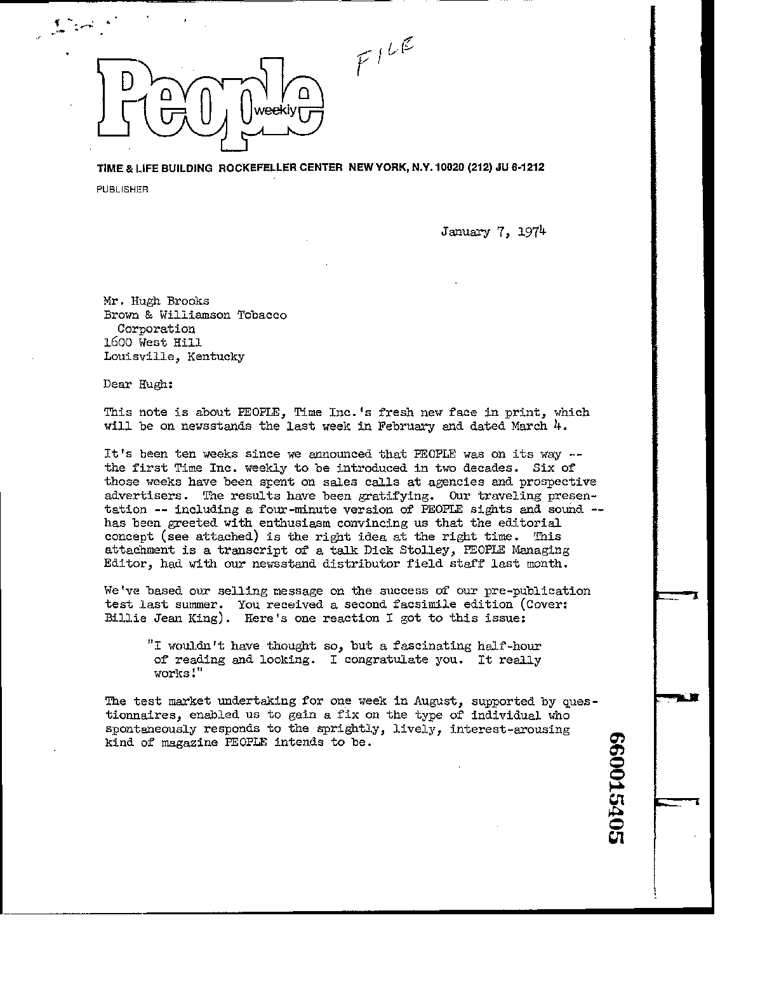 FILE
People
weekly
TIME & LIFE BUILDING ROCKEFELLER CENTER NEW YORK, N.Y. 10020 (212) JU 6-1212
PUBLISHER
January 7, 1974
Mr. Hugh Brooks
Brown & Williamson Tobacco
Corporation
1600 West Hill
Louisville, Kentucky
Dear Hugh:
This note is about PEOPLE, Time Inc.'s fresh new face in print, which
will be on newsstands the last week in February and dated March 4.
It's been ten weeks since we announced that PEOPLE was on its way --
the first Time Inc. weekly to be introduced in two decades. Six of
those weeks have been spent on sales calls at agencies and prospective
advertisers. The results have been gratifying. Our traveling presen-
tation -- including a four-minute version of PEOPLE sights and sound --
has been greeted with enthusiasm convincing us that the editorial
concept (see attached) is the right idea at the right time. This
attachment is a transcript of a talk Dick Stolley, PEOPLE Managing
Editor, had with our newsstand distributor field staff last month.
We've based our selling message on the success of our pre-publication
test last summer. You received a second facsimile edition (Cover:
Billie Jean King). Here's one reaction I got to this issue:
"I wouldn't have thought so, but a fascinating half-hour
of reading and looking. I congratulate you. It really
works!"
The test market undertaking for one week in August, supported by ques-
tionnaires, enabled us to gain a fix on the type of individual who
spontaneously responds to the sprightly, lively, interest-arousing
kind of magazine PEOPLE intends to be.
660015405